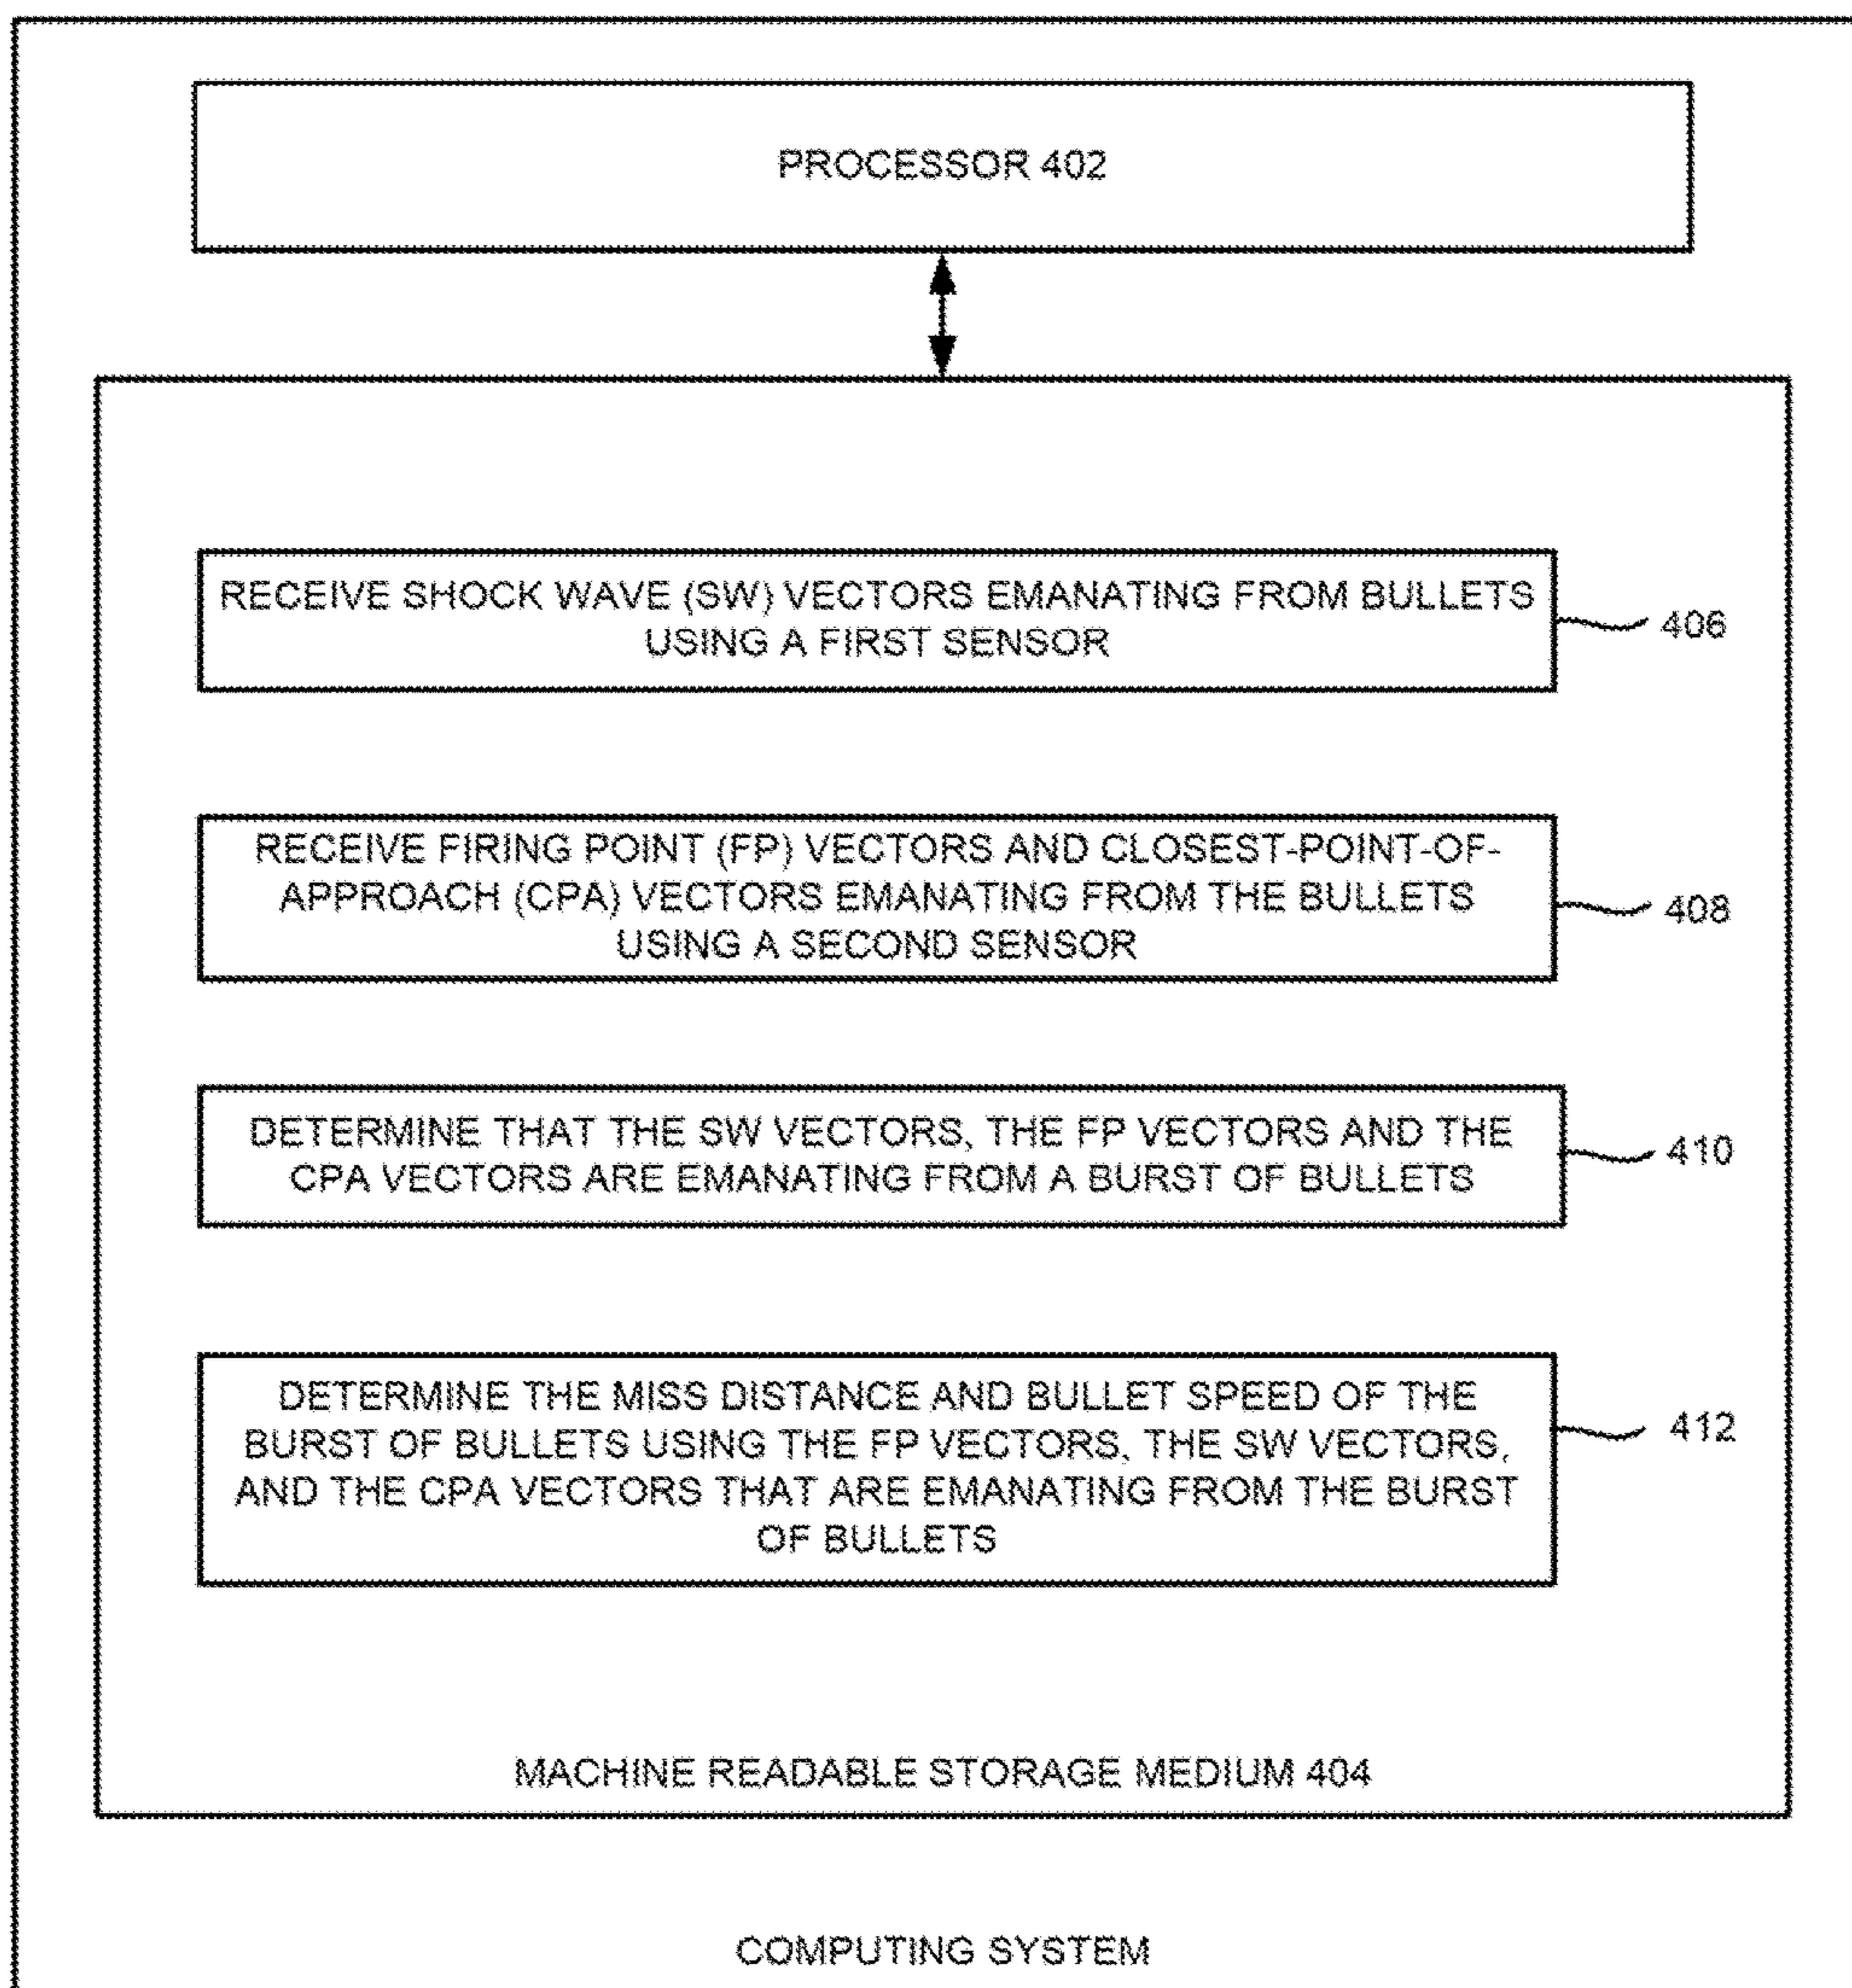 PROCESSOR 402
RECEIVE SHOCK WAVE (SW) VECTORS EMANATING FROM BULLETS
USING A FIRST SENSOR
406
RECEIVE FIRING POINT (FP) VECTORS AND CLOSEST-POINT-OF-
APPROACH (CPA) VECTORS EMANATING FROM THE BULLETS
USING A SECOND SENSOR
408
DETERMINE THAT THE SW VECTORS, THE FP VECTORS AND THE
CPA VECTORS ARE EMANATING FROM A BURST OF BULLETS
410
DETERMINE THE MISS DISTANCE AND BULLET SPEED OF THE
BURST OF BULLETS USING THE FP VECTORS, THE SW VECTORS,
AND THE CPA VECTORS THAT ARE EMANATING FROM THE BURST
OF BULLETS
412
MACHINE READABLE STORAGE MEDIUM 404
COMPUTING SYSTEM